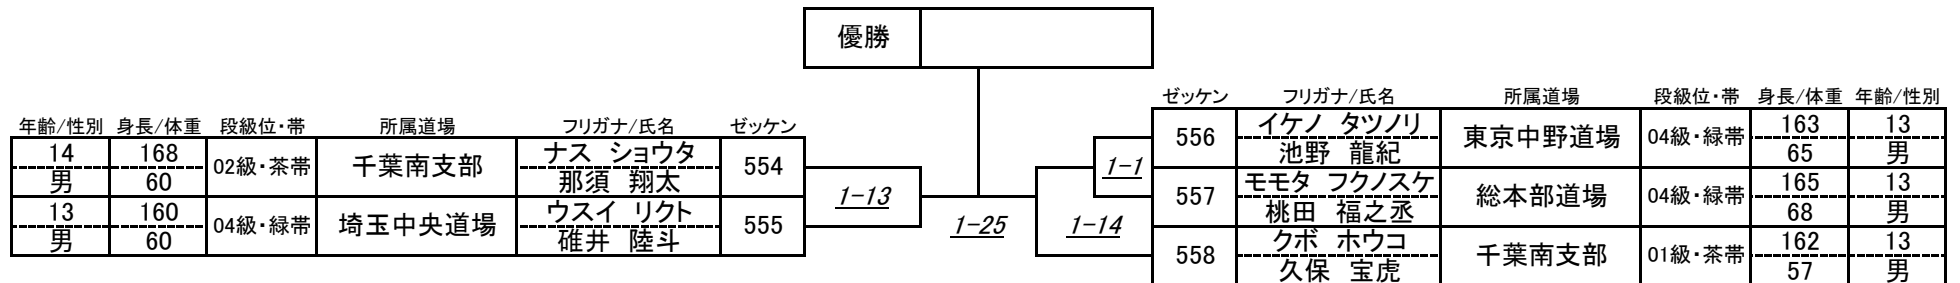 優勝
年齢/性別 身長/体重 段級位・帯 所属道場 フリガナ/氏名 ゼッケン
14 168 02級・茶帯 千葉南支部 ナス ショウタ 554
男 60 那須 翔太
13 160 04級・緑帯 埼玉中央道場 ウスイ リクト 555
男 60 碓井 陸斗
1-13
1-25
1-14
1-1
ゼッケン フリガナ/氏名 所属道場 段級位・帯 身長/体重 年齢/性別
556 イケノ タツノリ 東京中野道場 04級・緑帯 163 13
池野 龍紀 65 男
557 モモタ フクノスケ 総本部道場 04級・緑帯 165 13
桃田 福之丞 68 男
558 クボ ホウコ 千葉南支部 01級・茶帯 162 13
久保 宝虎 57 男